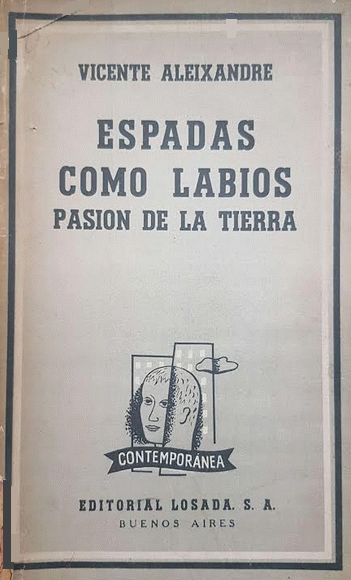 VICENTE ALEIXANDRE
ESPADAS
COMO LABIOS
PASION DE LA TIERRA
CONTEMPORÁNEA
EDITORIAL LOSADA. S. A.
BUENOS AIRES